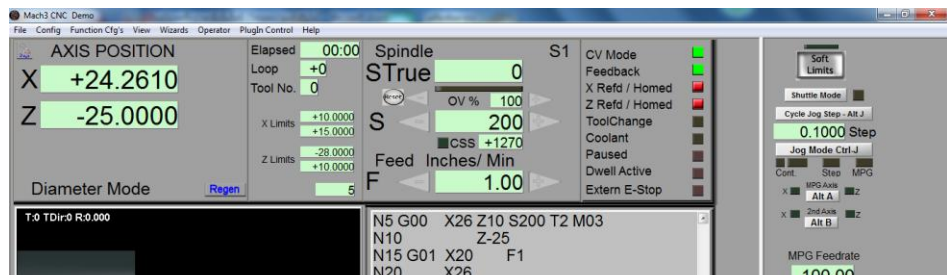 Mach3 CNC Demo
File Config Function Cfg's View Wizards Operator PlugIn Control Help
AXIS POSITION
X +24.2610
Z -25.0000
Diameter Mode
Regen
Elapsed 00:00
Loop +0
Tool No. 0
X Limits +10.0000
+15.0000
Z Limits -28.0000
+10.0000
5
Spindle S1
STrue 0
Reset
OV % 100
S 200
CSS +1270
Feed Inches/ Min
F 1.00
CV Mode
Feedback
X Refd / Homed
Z Refd / Homed
ToolChange
Coolant
Paused
Dwell Active
Extern E-Stop
Soft
Limits
Shuttle Mode
Cycle Jog Step - Alt J
0.1000 Step
Jog Mode Ctrl-J
Cont. Step MPG
MPG Axis
X Alt A Z
2nd Axis
X Alt B Z
MPG Feedrate
100.00
T:0 TDir:0 R:0.000
N5 G00 X26 Z10 S200 T2 M03
N10 Z-25
N15 G01 X20 F1
N20 X26